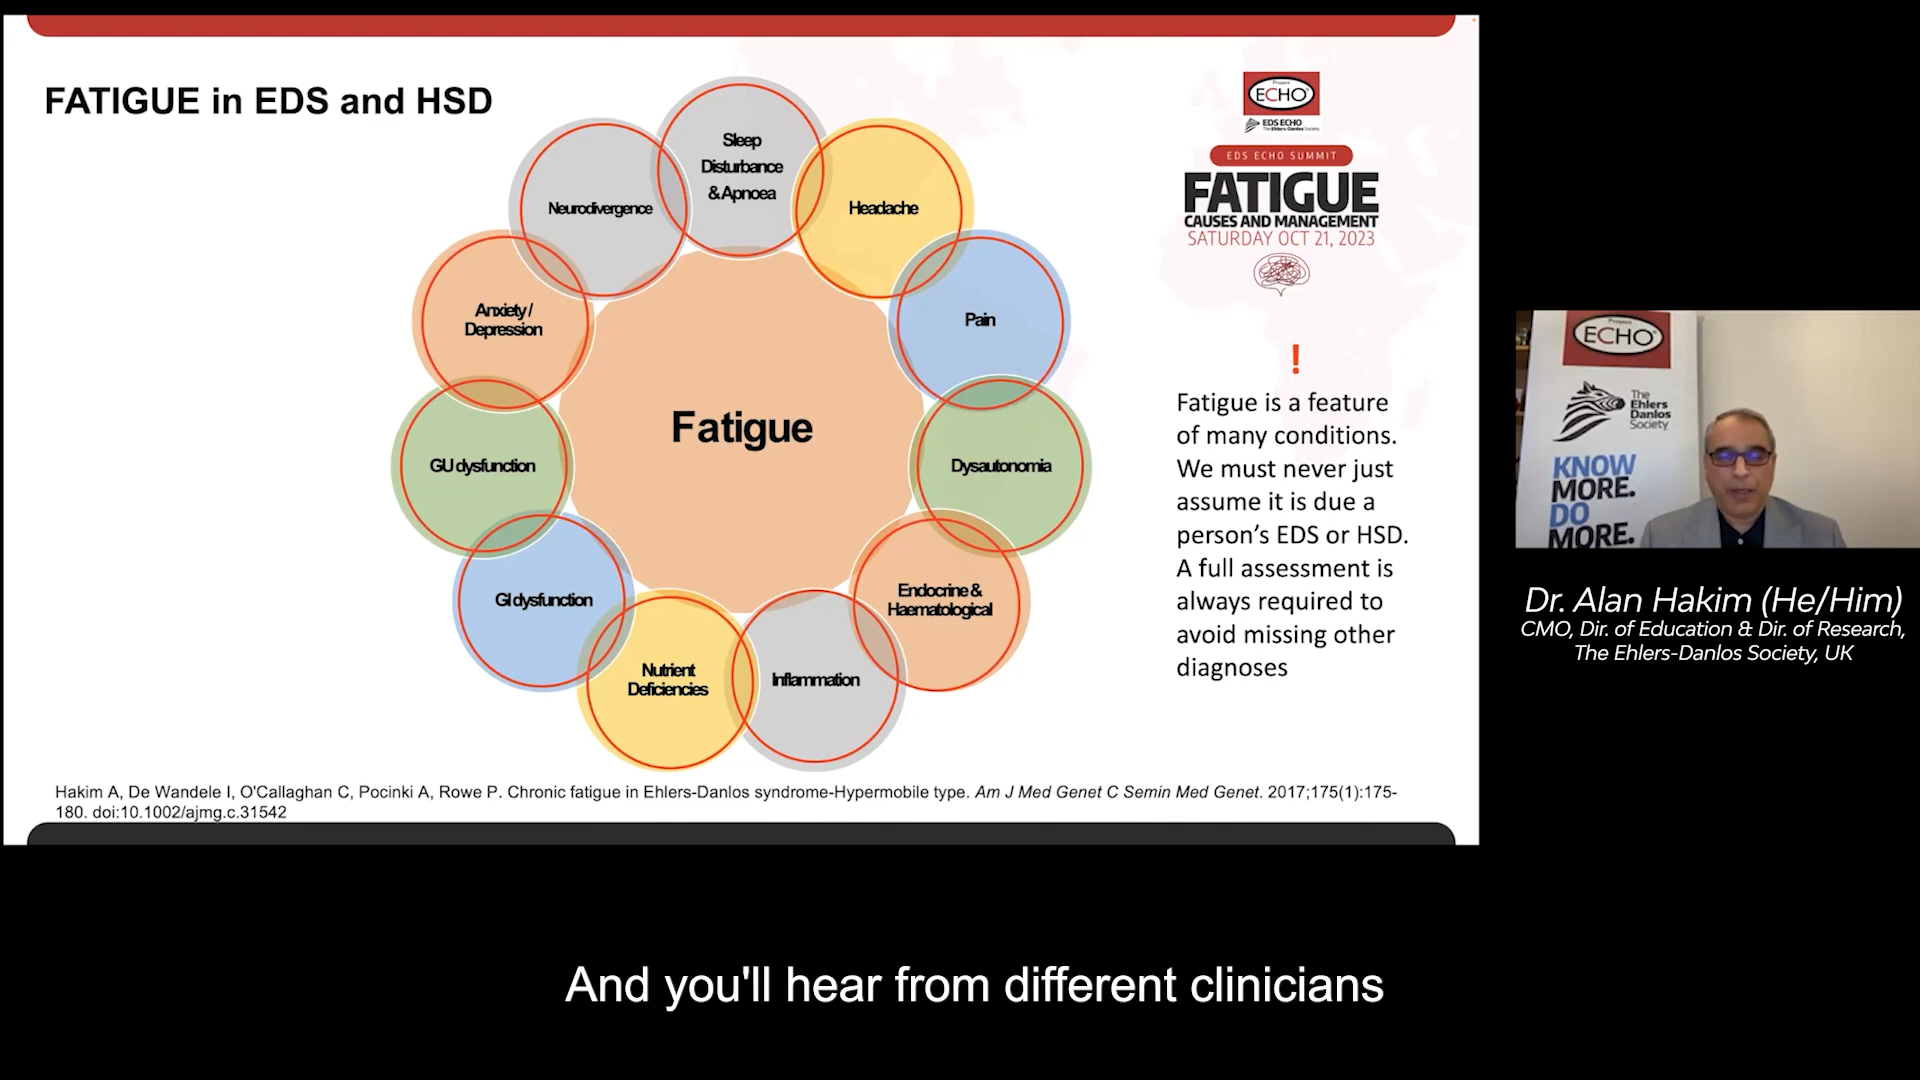 FATIGUE in EDS and HSD
Sleep
Disturbance
& Apnoea
Neurodivergence
Headache
Anxiety /
Depression
Pain
Fatigue
GU dysfunction
Dysautonomia
GI dysfunction
Endocrine &
Haematological
Nutrient
Deficiencies
Inflammation
Project
ECHO®
EDS ECHO
The Ehlers-Danlos Society
EDS ECHO SUMMIT
FATIGUE
CAUSES AND MANAGEMENT
SATURDAY OCT 21, 2023
!
Fatigue is a feature
of many conditions.
We must never just
assume it is due a
person’s EDS or HSD.
A full assessment is
always required to
avoid missing other
diagnoses
Hakim A, De Wandele I, O'Callaghan C, Pocinki A, Rowe P. Chronic fatigue in Ehlers-Danlos syndrome-Hypermobile type. Am J Med Genet C Semin Med Genet. 2017;175(1):175-
180. doi:10.1002/ajmg.c.31542
Project
ECHO®
The
Ehlers
Danlos
Society
KNOW
MORE.
DO
MORE.
Dr. Alan Hakim (He/Him)
CMO, Dir. of Education & Dir. of Research,
The Ehlers-Danlos Society, UK
And you'll hear from different clinicians